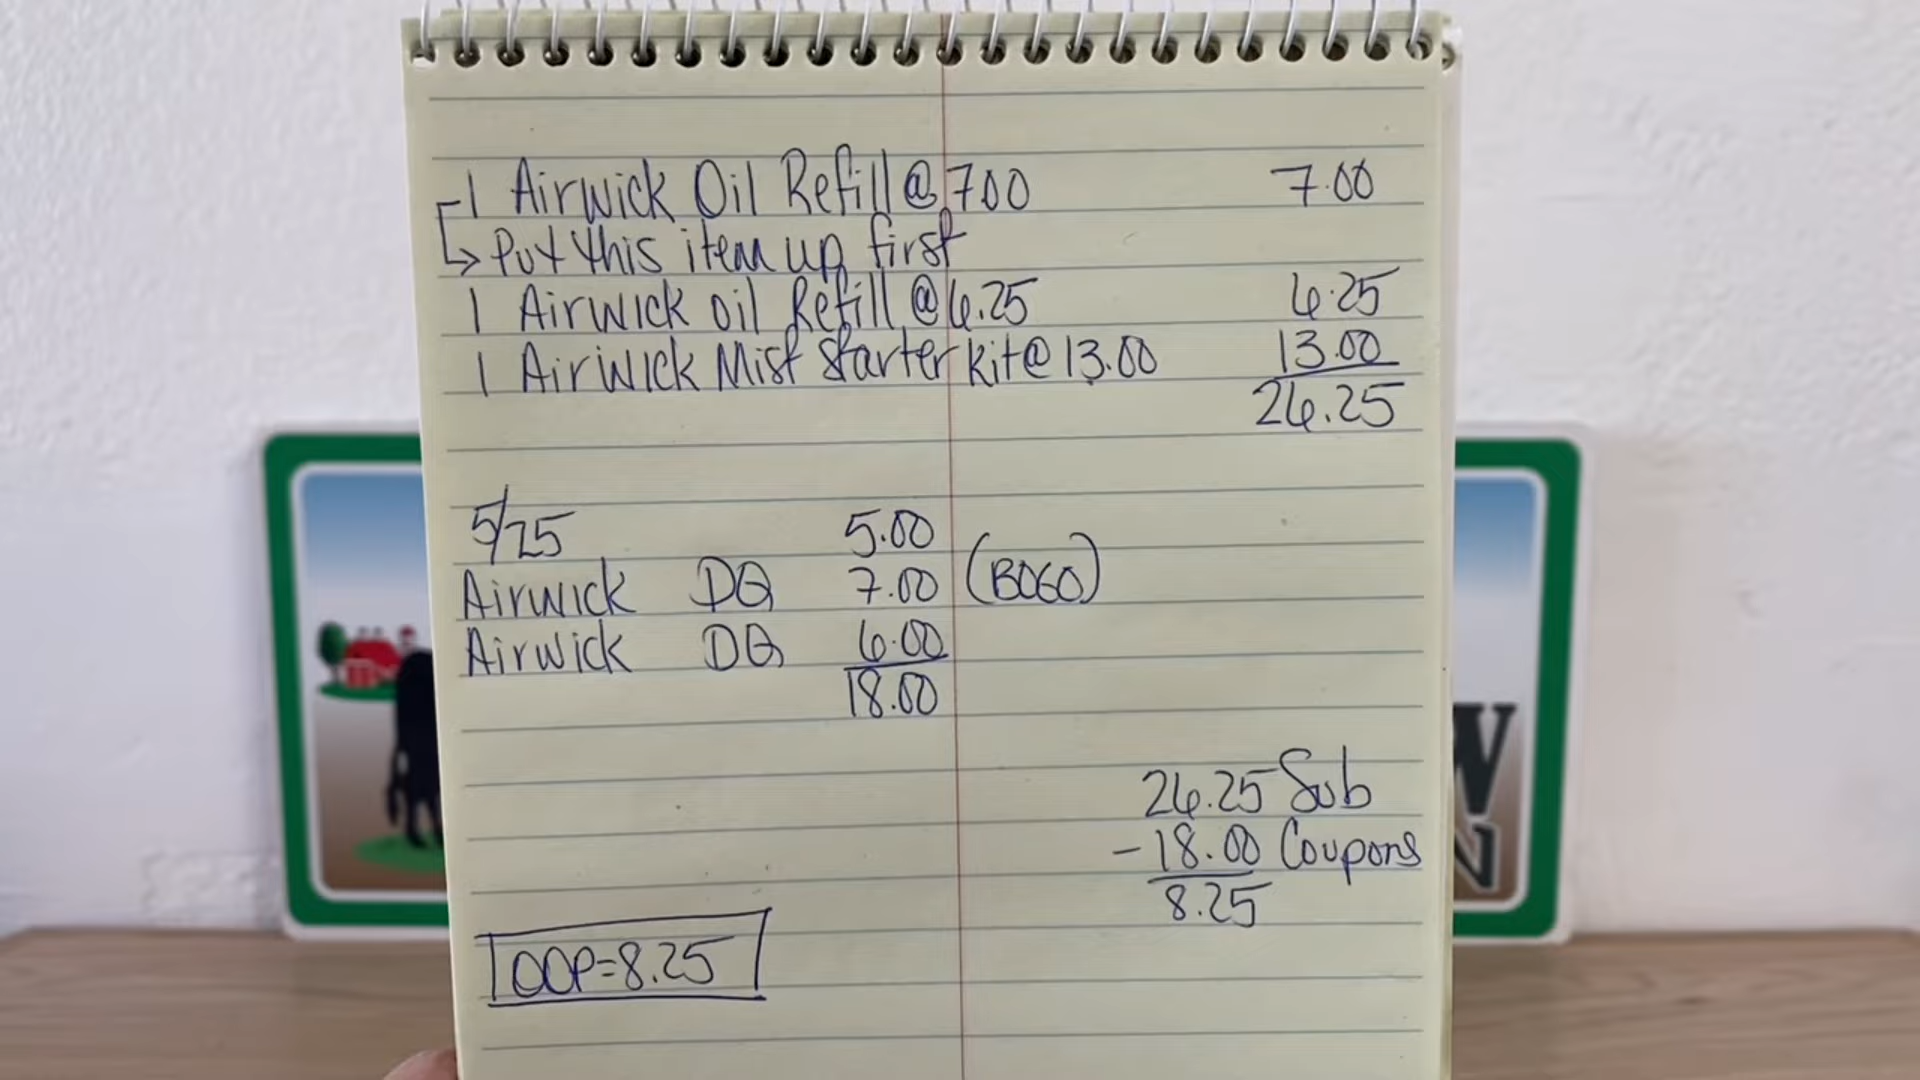 1 Airwick Oil Refill @ 7.00 7.00
Put this item up first
1 Airwick oil Refill @ 6.25 6.25
1 Airwick Mist starter kit @ 13.00 13.00
26.25
5/25 5.00
Airwick DQ 7.00 (BOGO)
Airwick DQ 6.00
18.00
26.25 Sub
- 18.00 Coupons
8.25
OOP=8.25
W
N